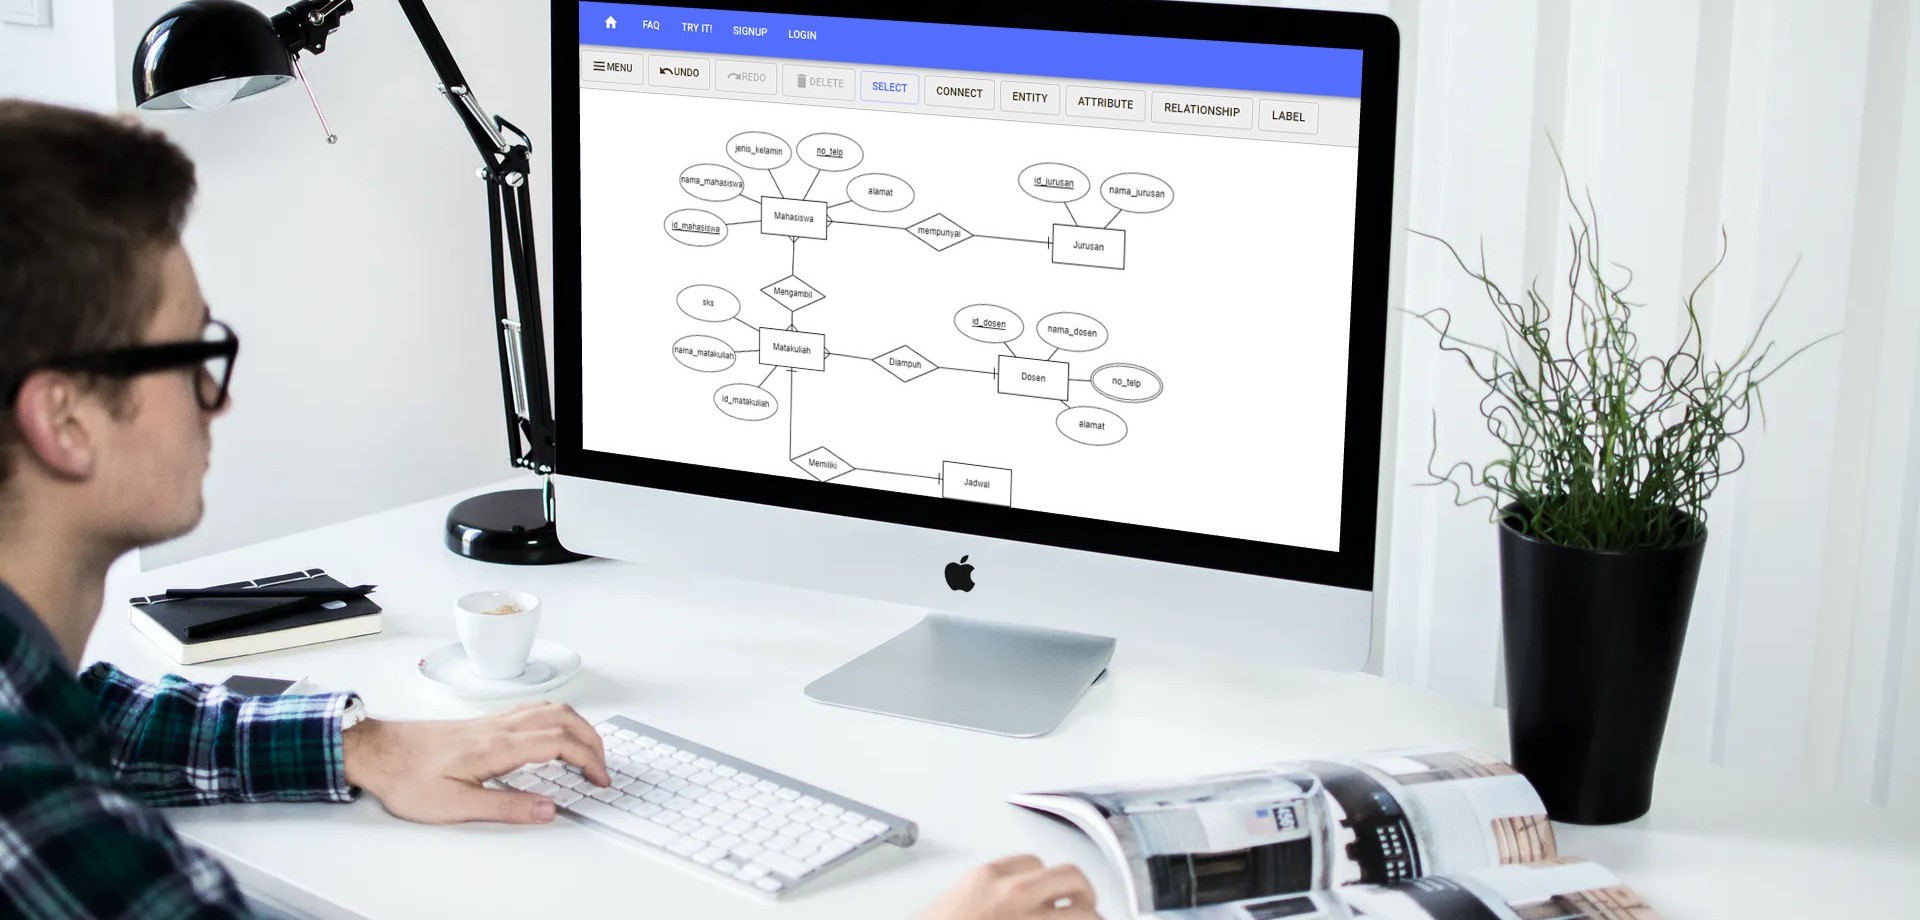 FAQ TRY IT! SIGNUP LOGIN
MENU UNDO REDO DELETE SELECT CONNECT ENTITY ATTRIBUTE RELATIONSHIP LABEL
jenis_kelamin
no_telp
nama_mahasiswa
alamat
id_mahasiswa
Mahasiswa
mempunyai
id_jurusan
nama_jurusan
Jurusan
Mengambil
sks
nama_matakuliah
Matakuliah
id_matakuliah
Diampuh
id_dosen
nama_dosen
Dosen
no_telp
alamat
Memiliki
Jadwal